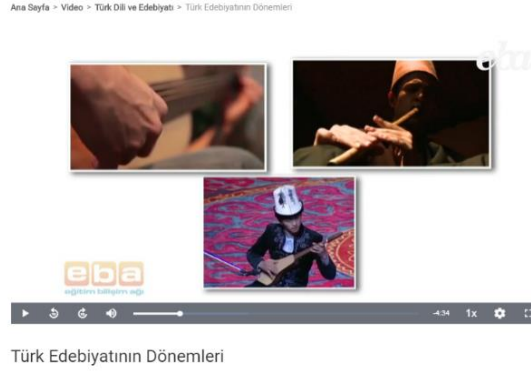 Ana Sayfa > Video > Türk Dili ve Edebiyatı > Türk Edebiyatının Dönemleri
eba
eba
eğitim bilişim ağı
-4:34 1x
Türk Edebiyatının Dönemleri